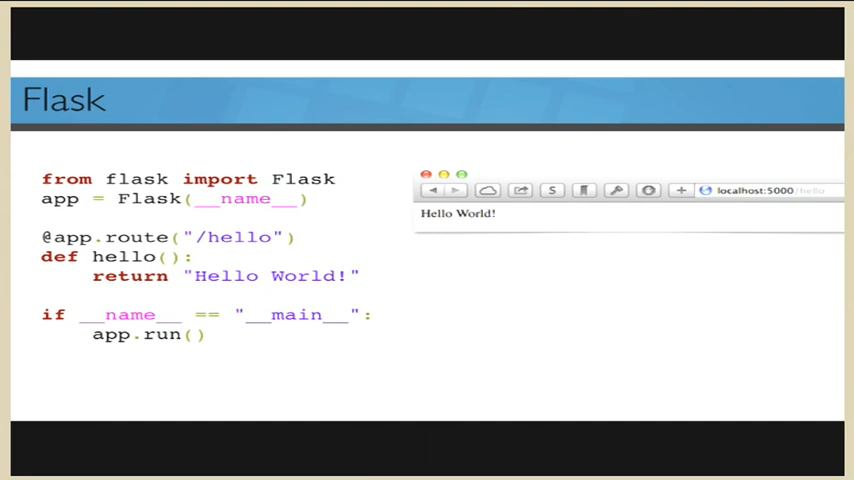 Flask
from flask import Flask
app = Flask(__name__)
@app.route("/hello")
def hello():
return "Hello World!"
if __name__ == "__main__":
app.run()
S
localhost:5000/hello
Hello World!